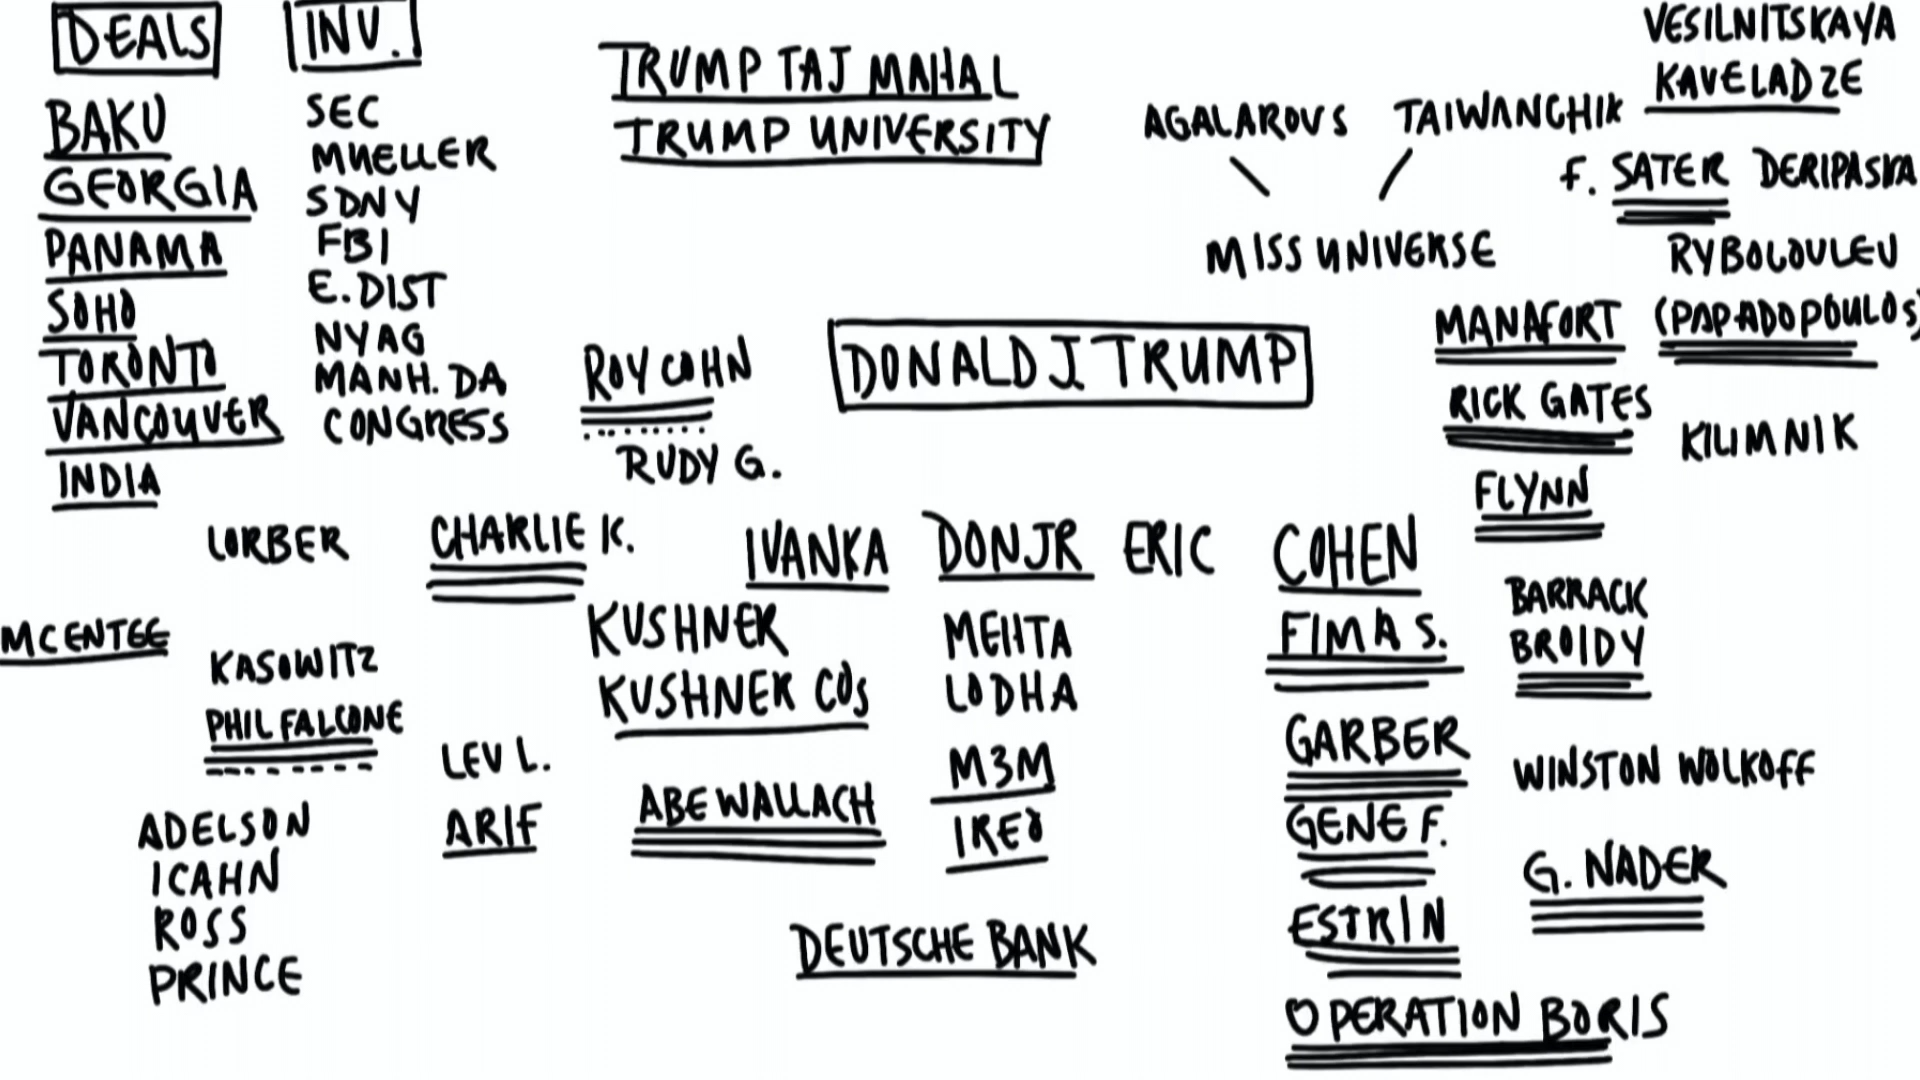 DEALS
BAKU
GEORGIA
PANAMA
SOHO
TORONTO
VANCOUVER
INDIA
INV.
SEC
MUELLER
SDNY
FBI
E. DIST
NYAG
MANH. DA
CONGRESS
TRUMP TAJ MAHAL
TRUMP UNIVERSITY
AGALAROVS
TAIWANCHIK
MISS UNIVERSE
VESILNITSKAYA
KAVELADZE
F. SATER DERIPASKA
RYBOLOVLEV
MANAFORT (PAPADOPOULOS)
RICK GATES
KILIMNIK
FLYNN
DONALD J TRUMP
ROY COHN
RUDY G.
LORBER
CHARLIE K.
IVANKA
DON JR
ERIC
COHEN
MCENTEE
KASOWITZ
PHIL FALCONE
KUSHNER
KUSHNER COS
MEHTA
LODHA
FIMA S.
BARRACK
BROIDY
LEV L.
ARIF
ABE WALLACH
M3M
IREO
GARBER
GENE F.
ESTRIN
OPERATION BORIS
WINSTON WOLKOFF
G. NADER
ADELSON
ICAHN
ROSS
PRINCE
DEUTSCHE BANK